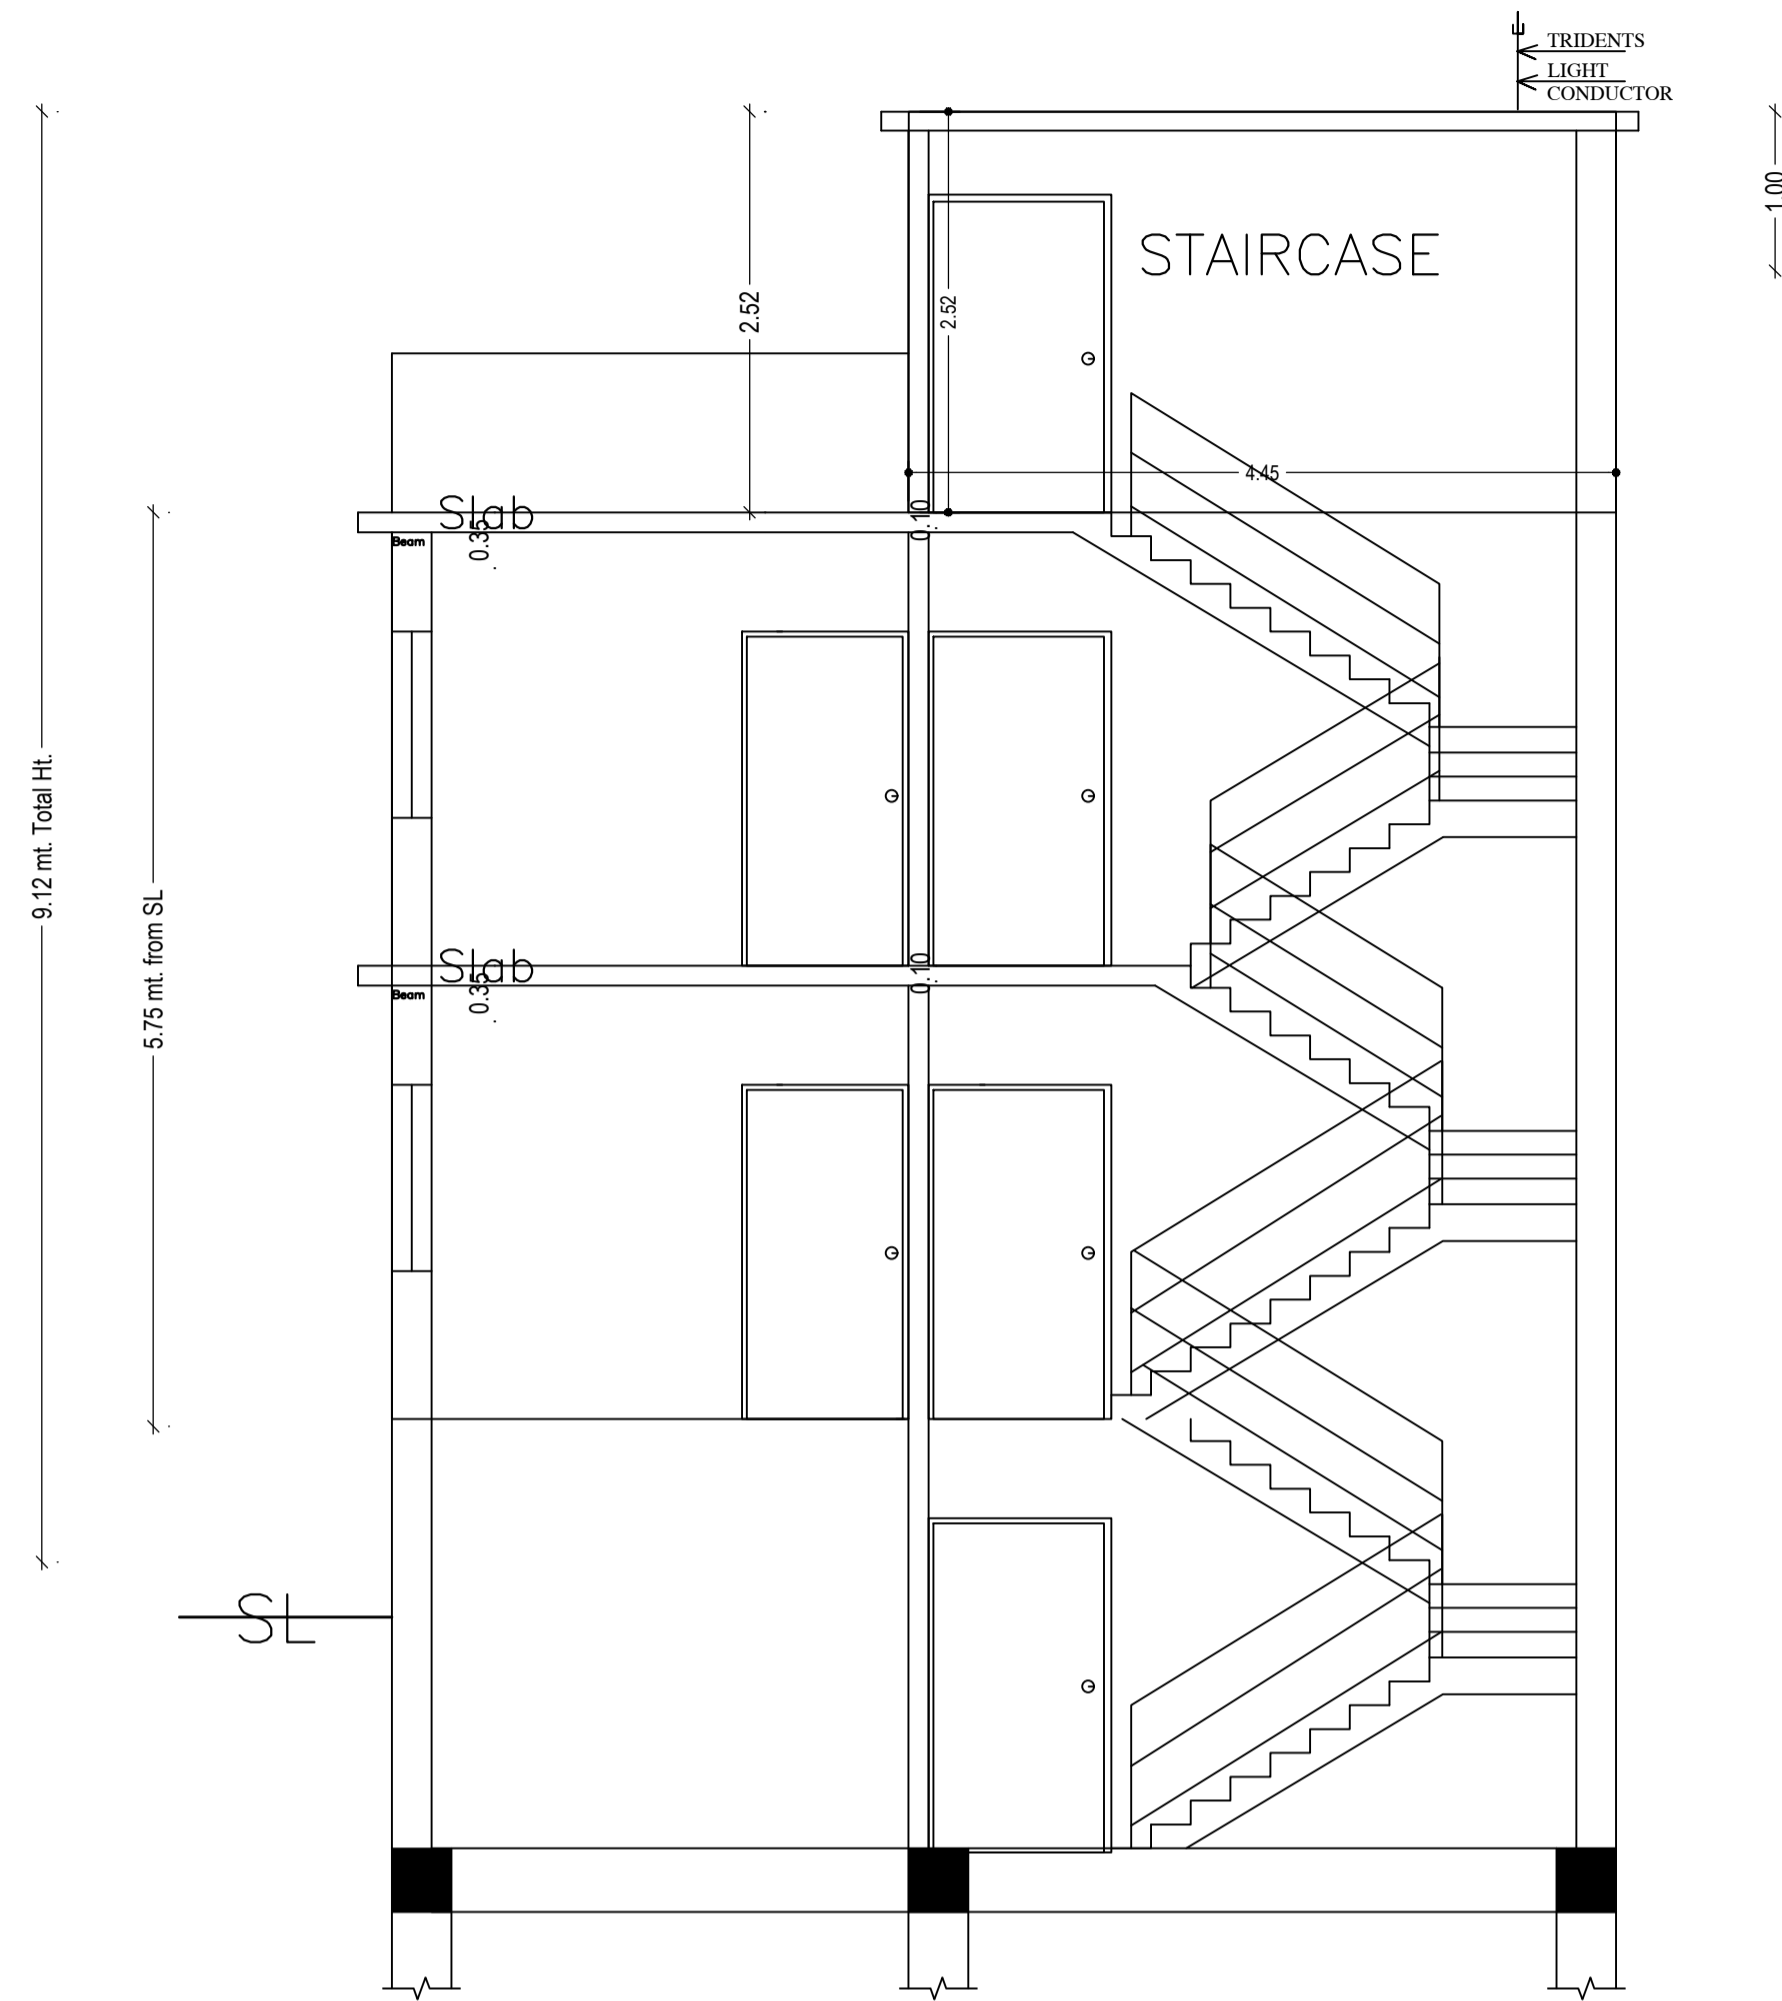 TRIDENTS
LIGHT
CONDUCTOR
1.00
STAIRCASE
2.52
2.52
4.45
Slab
0.10
Beam
0.35
9.12 mt. Total Ht.
5.75 mt. from SL
Slab
0.10
Beam
0.35
SL